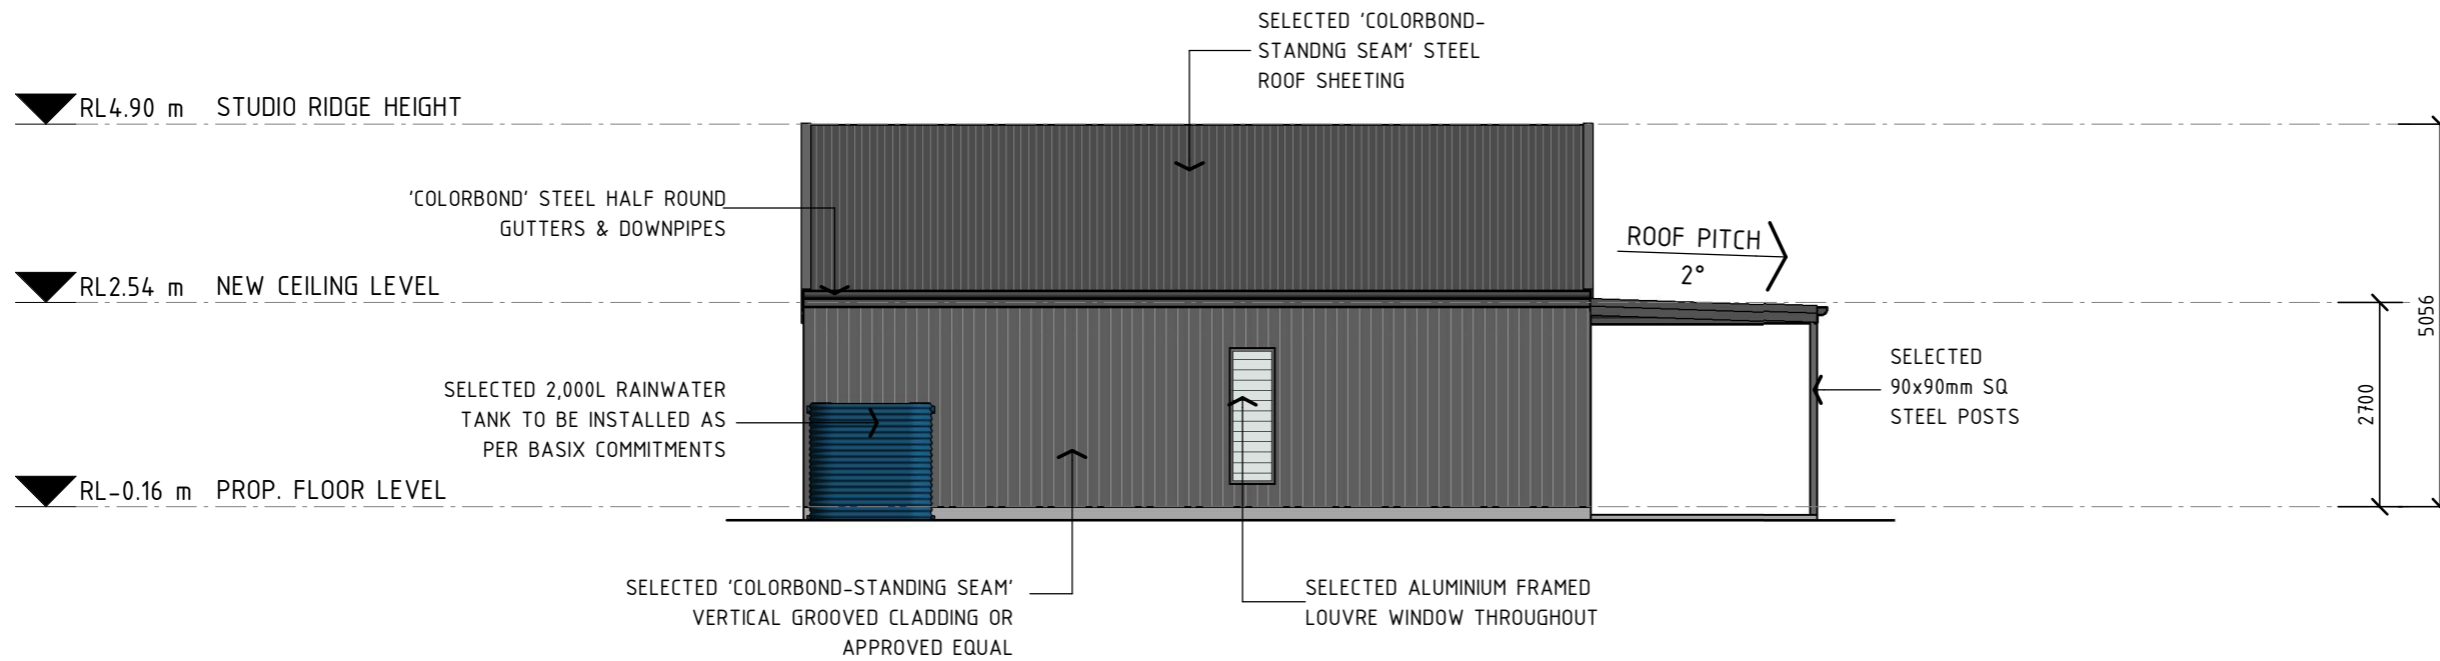 SELECTED 'COLORBOND-
STANDNG SEAM' STEEL
ROOF SHEETING
RL4.90 m STUDIO RIDGE HEIGHT
'COLORBOND' STEEL HALF ROUND
GUTTERS & DOWNPIPES
ROOF PITCH
2°
RL2.54 m NEW CEILING LEVEL
5056
SELECTED
90x90mm SQ
STEEL POSTS
2700
SELECTED 2,000L RAINWATER
TANK TO BE INSTALLED AS
PER BASIX COMMITMENTS
RL-0.16 m PROP. FLOOR LEVEL
SELECTED 'COLORBOND-STANDING SEAM'
VERTICAL GROOVED CLADDING OR
APPROVED EQUAL
SELECTED ALUMINIUM FRAMED
LOUVRE WINDOW THROUGHOUT